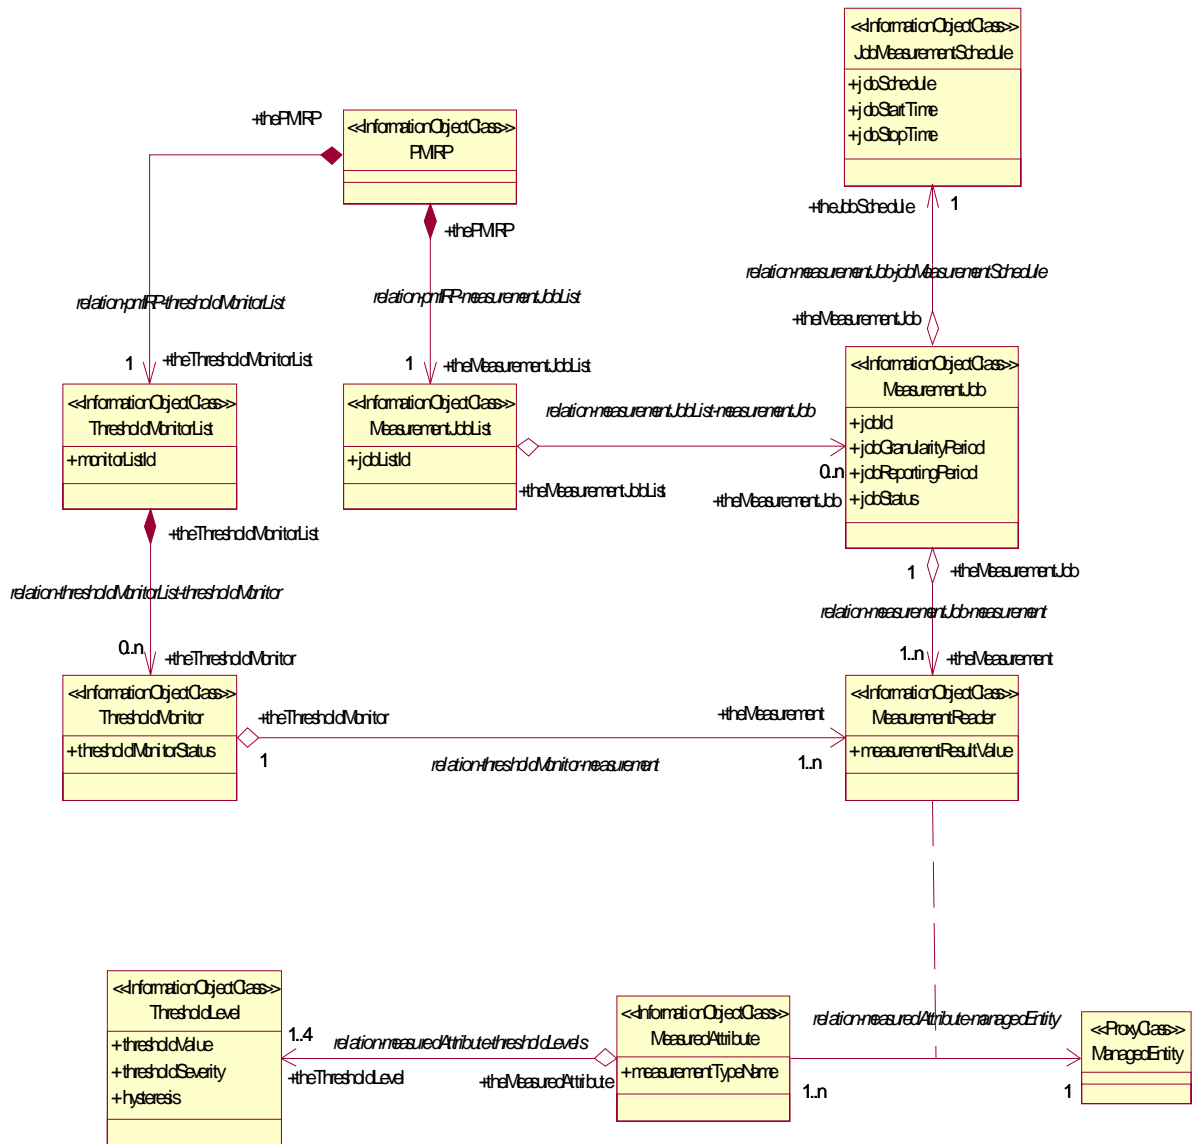 <<InformationObjectClass>>
JobMeasurementSchedule
+jobSchedule
+jobStartTime
+jobStopTime
+thePMIRP
<<InformationObjectClass>>
PMIRP
+theJobSchedule
1
+thePMIRP
relation-measurementJob-jobMeasurementSchedule
relation-pmIRP-thresholdMonitorList
relation-pmIRP-measurementJobList
+theMeasurementJob
1
+theThresholdMonitorList
1
+theMeasurementJobList
<<InformationObjectClass>>
ThresholdMonitorList
+monitorListId
<<InformationObjectClass>>
MeasurementJobList
+jobListId
relation-measurementJobList-measurementJob
<<InformationObjectClass>>
MeasurementJob
+jobId
+jobGranularityPeriod
+jobReportingPeriod
+jobStatus
0..n
+theMeasurementJobList
+theMeasurementJob
+theThresholdMonitorList
1
+theMeasurementJob
relation-thresholdMonitorList-thresholdMonitor
relation-measurementJob-measurement
0..n
+theThresholdMonitor
1..n
+theMeasurement
<<InformationObjectClass>>
ThresholdMonitor
+thresholdMonitorStatus
+theThresholdMonitor
1
relation-thresholdMonitor-measurement
+theMeasurement
1..n
<<InformationObjectClass>>
MeasurementReader
+measurementResultValue
<<InformationObjectClass>>
ThresholdLevel
+thresholdValue
+thresholdSeverity
+hysteresis
1..4
relation-measuredAttribute-thresholdLevels
+theThresholdLevel
+theMeasuredAttribute
<<InformationObjectClass>>
MeasuredAttribute
+measurementTypeName
relation-measuredAttribute-managedEntity
1..n
1
<<ProxyClass>>
ManagedEntity